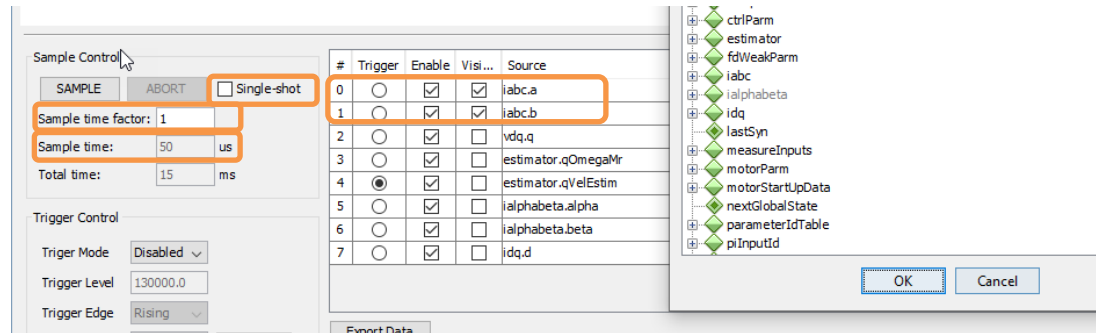 Sample Control
SAMPLE ABORT Single-shot
Sample time factor: 1
Sample time: 50 us
Total time: 15 ms
Trigger Control
Triger Mode Disabled
Trigger Level 130000.0
Trigger Edge Rising
# Trigger Enable Visi... Source
0 iabc.a
1 iabc.b
2 vdq.q
3 estimator.qOmegaMr
4 estimator.qVelEstim
5 ialphabeta.alpha
6 ialphabeta.beta
7 idq.d
Export Data
ctrlParm
estimator
fdWeakParm
iabc
ialphabeta
idq
lastSyn
measureInputs
motorParm
motorStartUpData
nextGlobalState
parameterIdTable
piInputId
OK Cancel